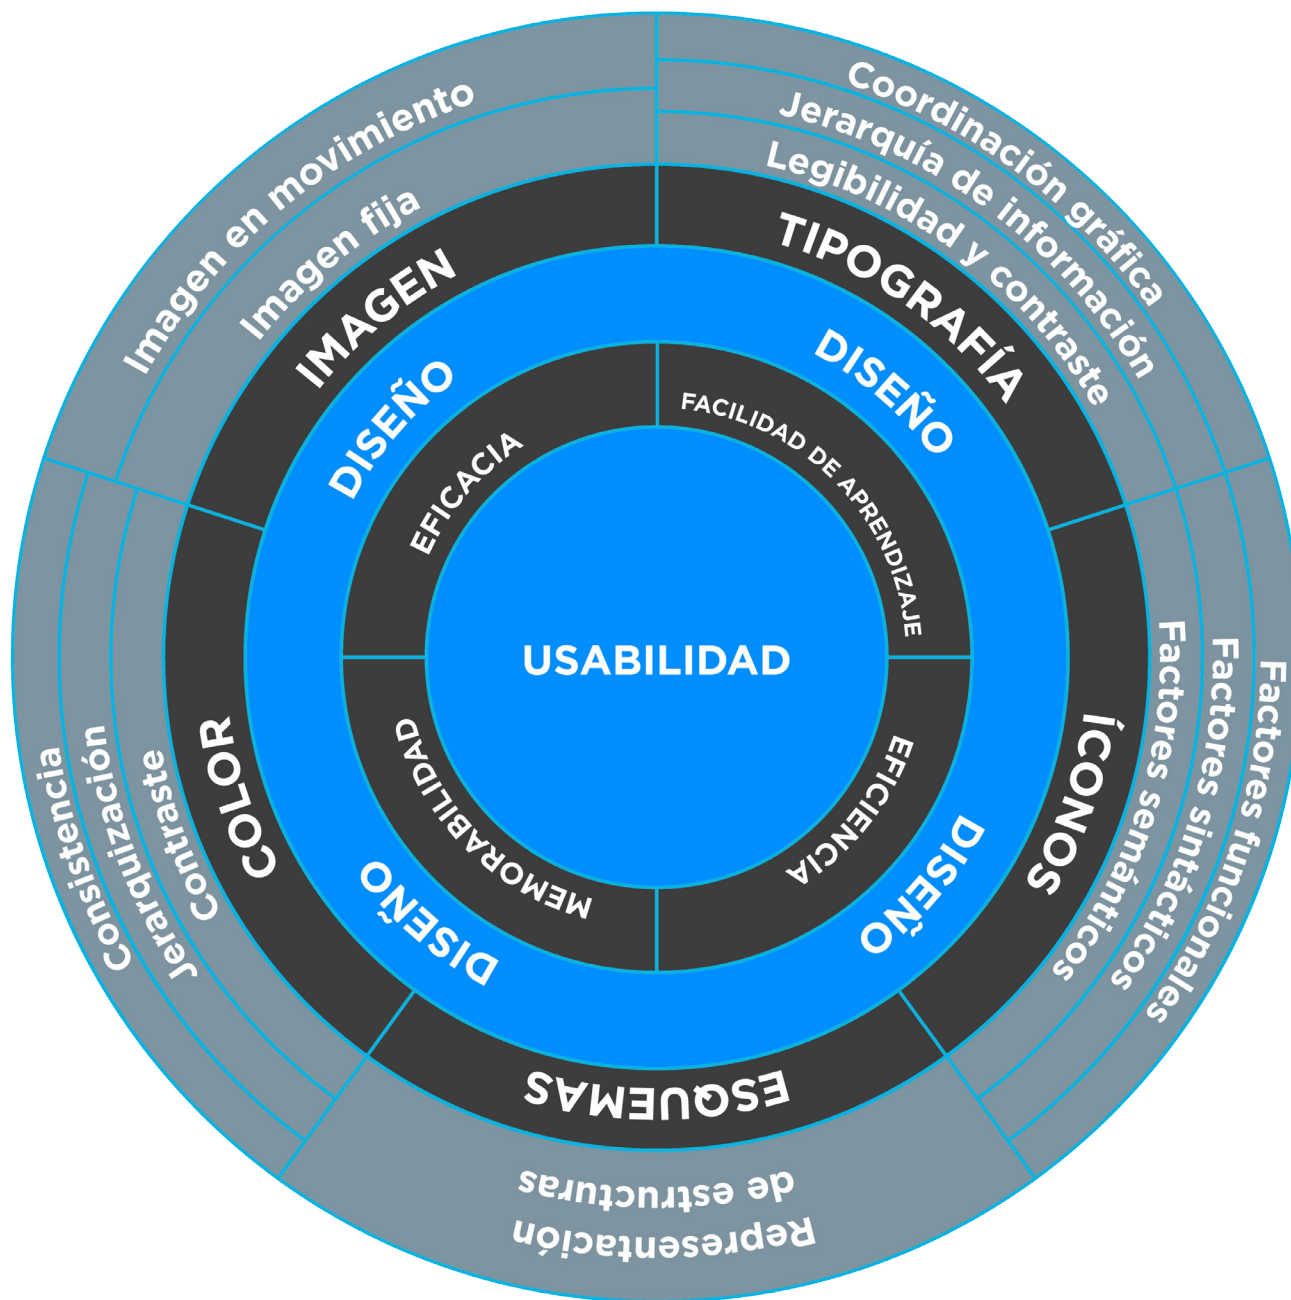 Imagen en movimiento
Imagen fija
IMAGEN
Coordinación gráfica
Jerarquía de información
Legibilidad y contraste
TIPOGRAFÍA
Factores funcionales
Factores sintácticos
Factores semánticos
ÍCONOS
Representación
de estructuras
ESQUEMAS
Consistencia
Jerarquización
Contraste
COLOR
DISEÑO
DISEÑO
DISEÑO
DISEÑO
EFICACIA
FACILIDAD DE APRENDIZAJE
EFICIENCIA
MEMORABILIDAD
USABILIDAD